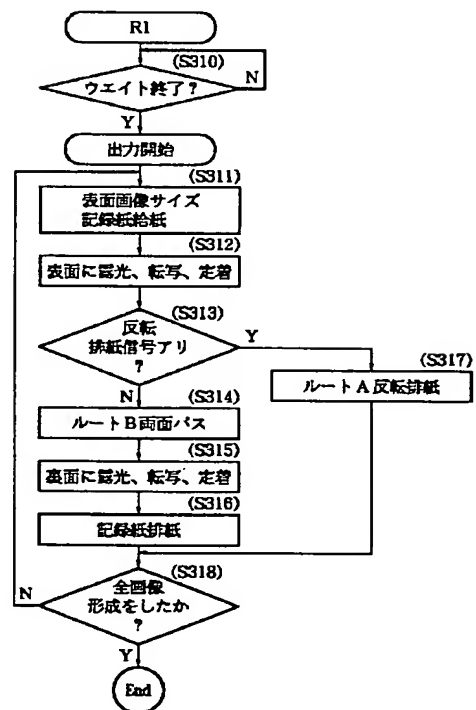 R1
(S310)
ウエイト終了?
N
Y
出力開始
(S311)
表面画像サイズ
記録紙給紙
(S312)
表面に露光、転写、定着
(S313)
反転
排紙信号アリ
?
Y
(S317)
ルートA反転排紙
N
(S314)
ルートB両面パス
(S315)
裏面に露光、転写、定着
(S316)
記録紙排紙
(S318)
全画像
形成をしたか
?
N
Y
End